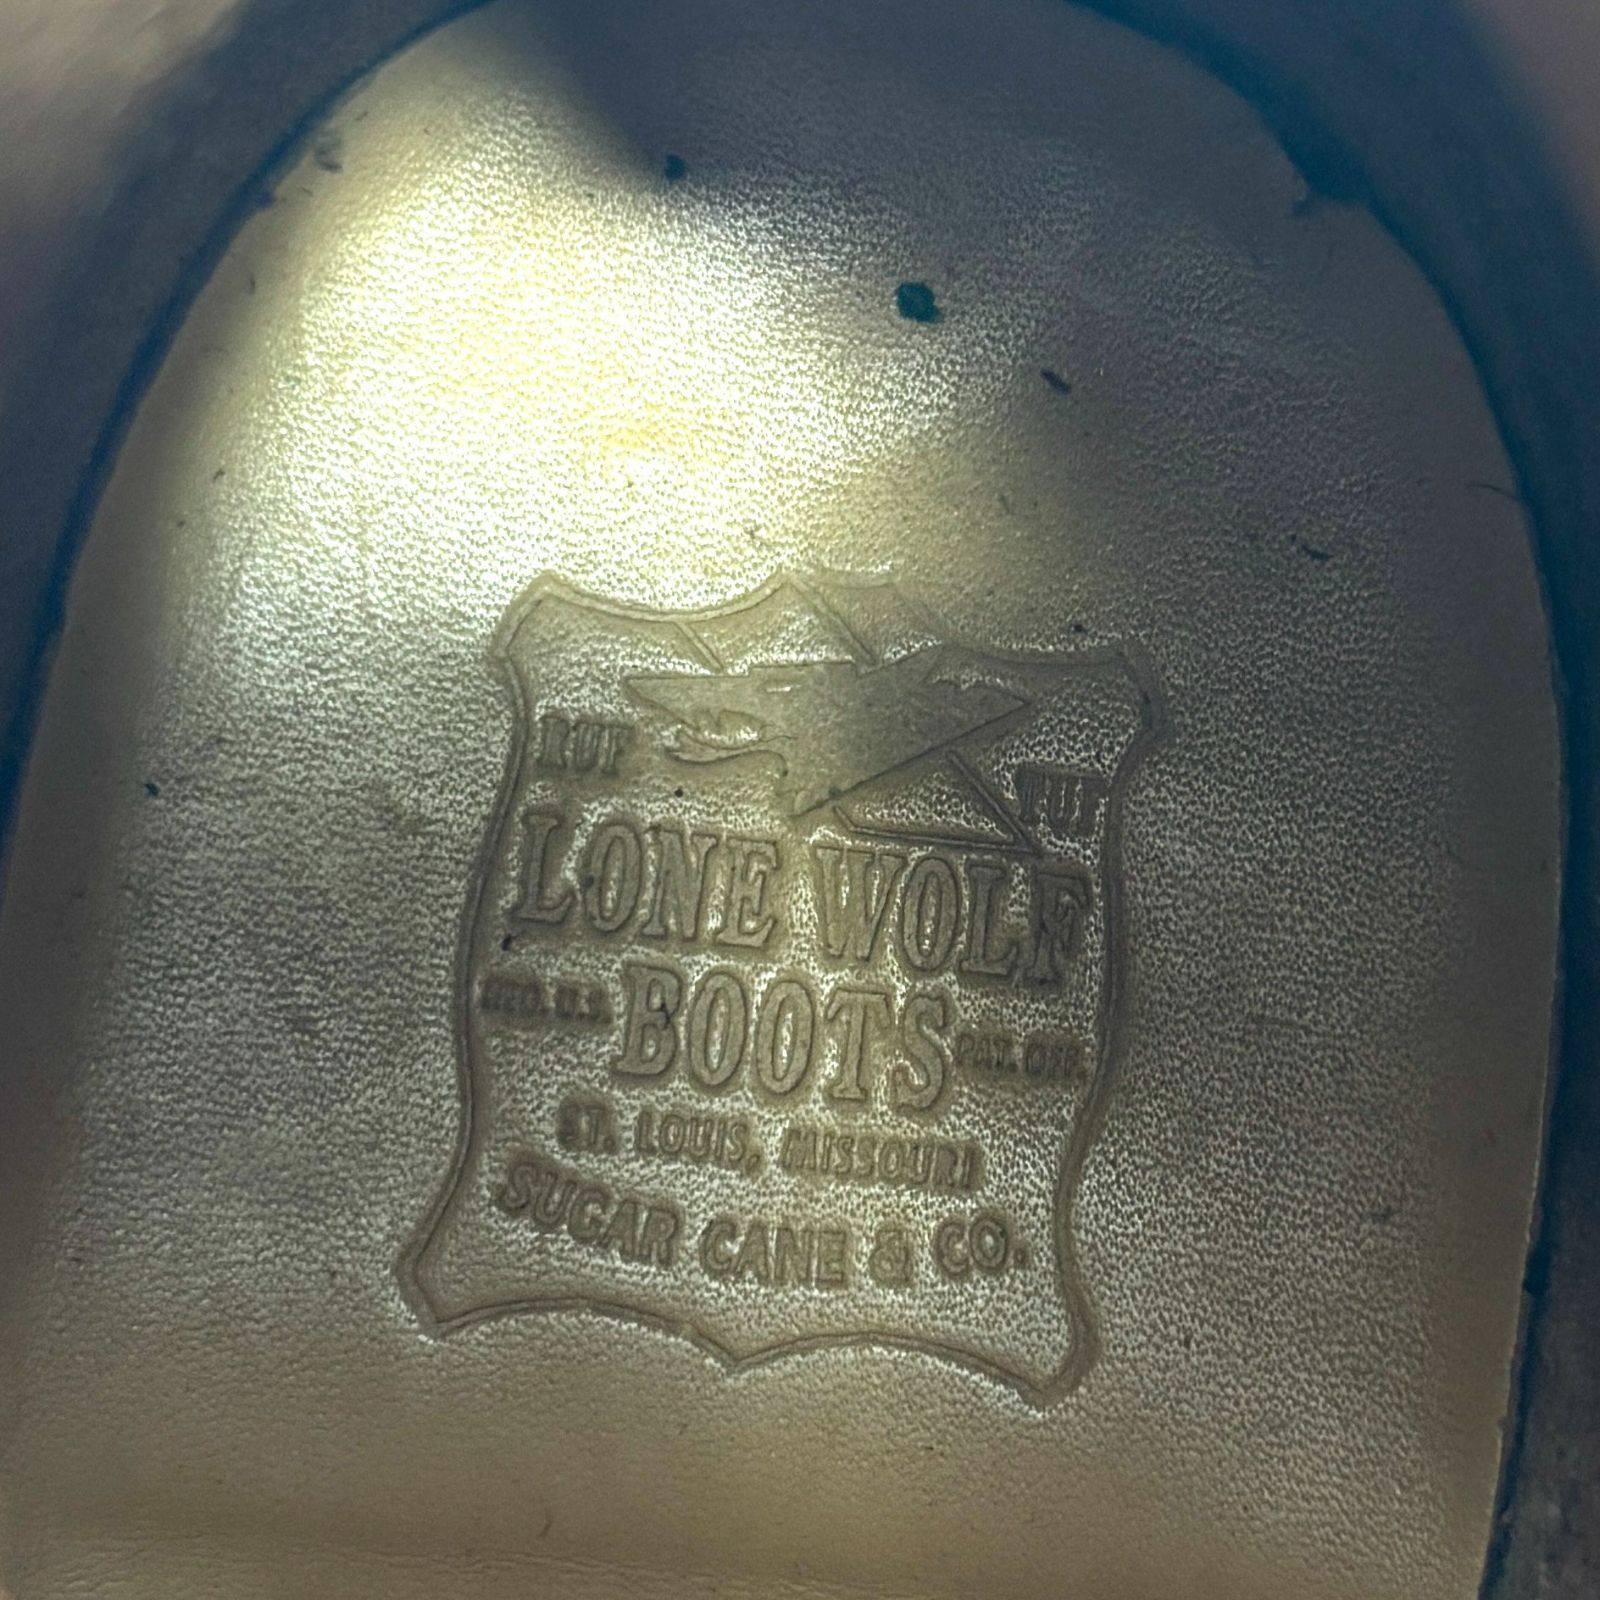 RUF TUF
LONE WOLF
REG. U.S. BOOTS PAT. OFF.
ST. LOUIS, MISSOURI
SUGAR CANE & CO.